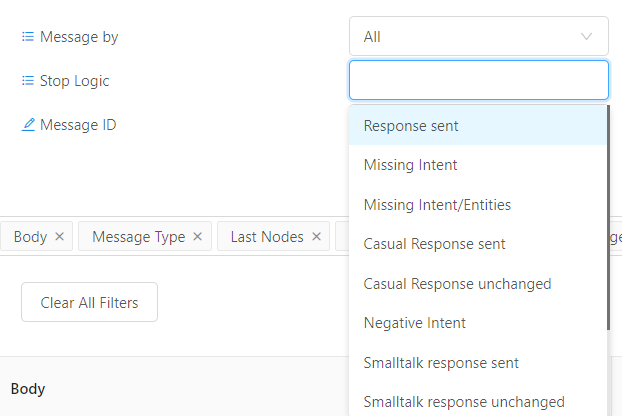 Message by
All
Stop Logic
Message ID
Response sent
Missing Intent
Missing Intent/Entities
Body × Message Type × Last Nodes ×
Casual Response sent
Casual Response unchanged
Clear All Filters
Negative Intent
Smalltalk response sent
Body
Smalltalk response unchanged